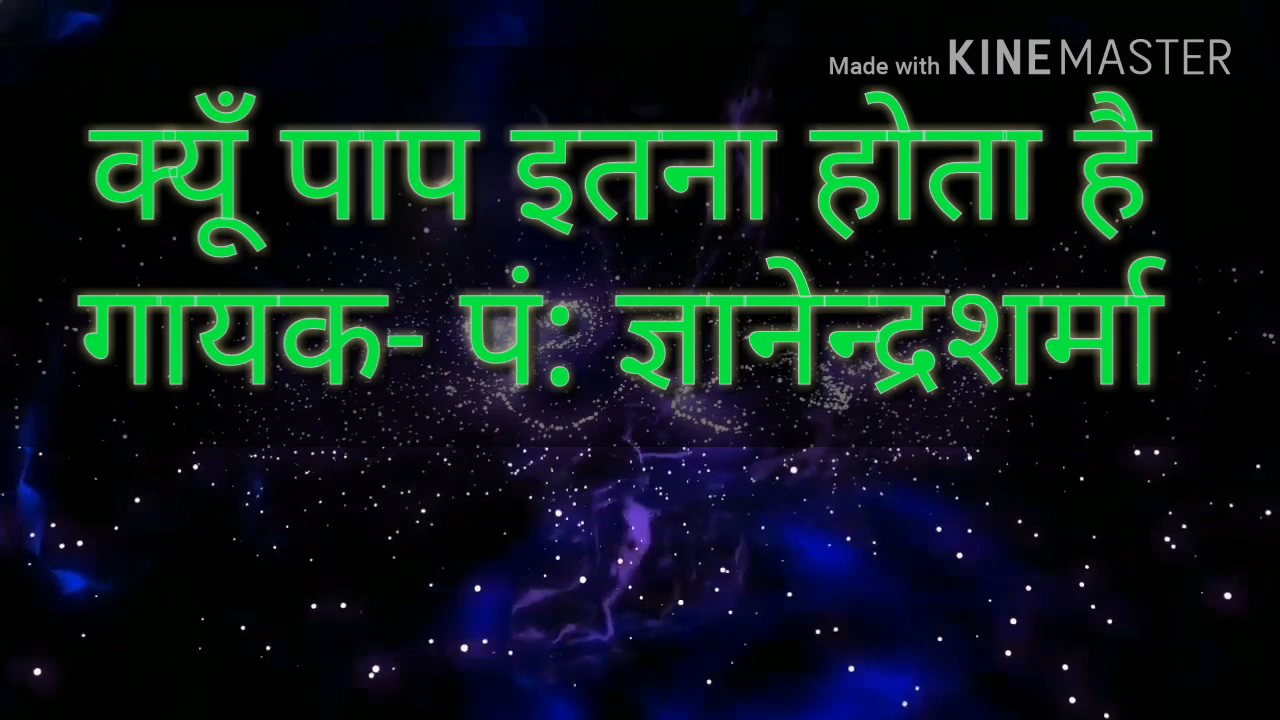 Made with KINEMASTER
क्यूँ पाप इतना होता है
गायक- पं: ज्ञानेन्द्रशर्मा